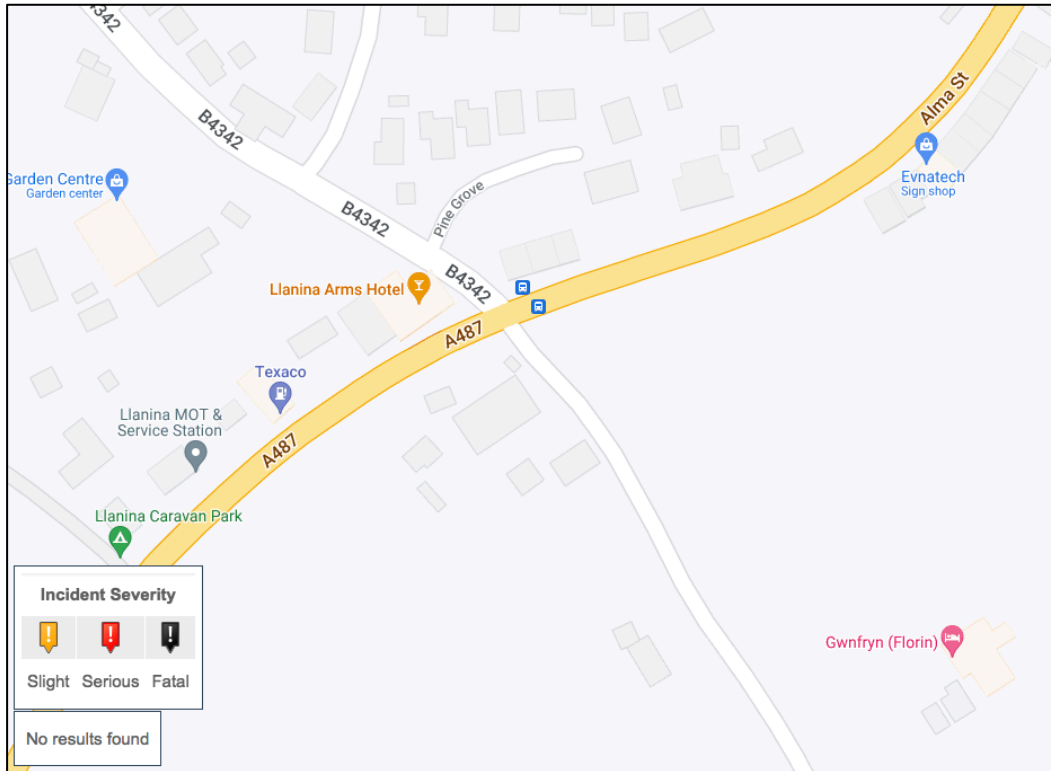 B4342
Alma St
B4342
Garden Centre
Garden center
Evnatech
Sign shop
B4342
Pine Grove
B4342
Llanina Arms Hotel
A487
Texaco
Llanina MOT &
Service Station
A487
Llanina Caravan Park
Incident Severity
Slight Serious Fatal
Gwnfryn (Florin)
No results found